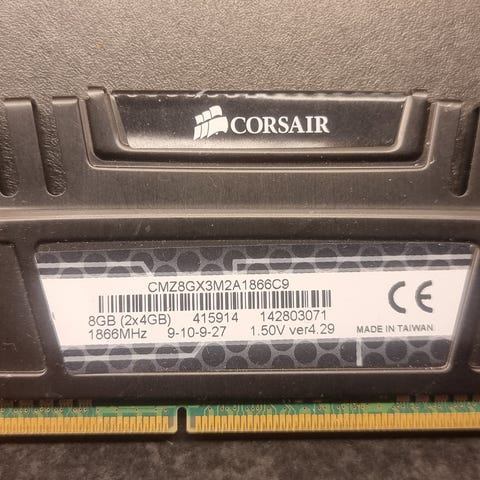 CORSAIR
CMZ8GX3M2A1866C9
8GB (2x4GB) 415914 142803071
1866MHz 9-10-9-27 1.50V ver4.29
CE
MADE IN TAIWAN